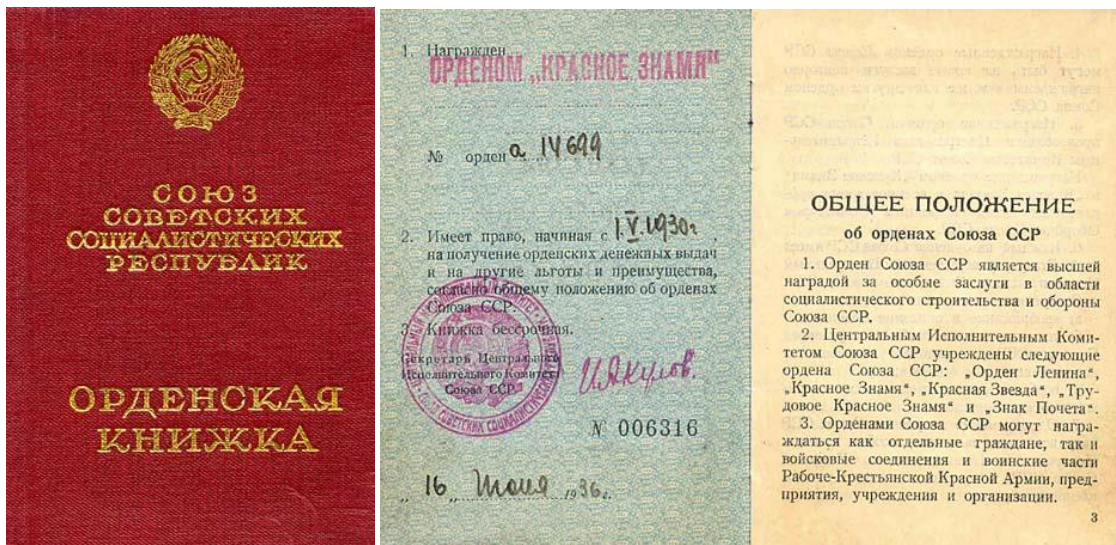 СОЮЗ
СОВЕТСКИХ
СОЦИАЛИСТИЧЕСКИХ
РЕСПУБЛИК
ОРДЕНСКАЯ
КНИЖКА
1. Награжден
ОРДЕНОМ „КРАСНОЕ ЗНАМЯ"
№ орден а 14699
2. Имеет право, начиная с 1.V.1930г,
на получение орденских денежных выдач
и на другие льготы и преимущества,
согласно общему положению об орденах
Союза ССР.
3. Книжка бессрочная.
Секретарь Центрального
Исполнительного Комитета
Союза ССР
№ 006316
„ 16 „ Июля 1936 г.
ОБЩЕЕ ПОЛОЖЕНИЕ
об орденах Союза ССР
1. Орден Союза ССР является высшей
наградой за особые заслуги в области
социалистического строительства и обороны
Союза ССР.
2. Центральным Исполнительным Коми-
тетом Союза ССР учреждены следующие
ордена Союза ССР: „Орден Ленина",
„Красное Знамя", „Красная Звезда", „Тру-
довое Красное Знамя" и „Знак Почета".
3. Орденами Союза ССР могут награ-
ждаться как отдельные граждане, так и
войсковые соединения и воинские части
Рабоче-Крестьянской Красной Армии, пред-
приятия, учреждения и организации.
3